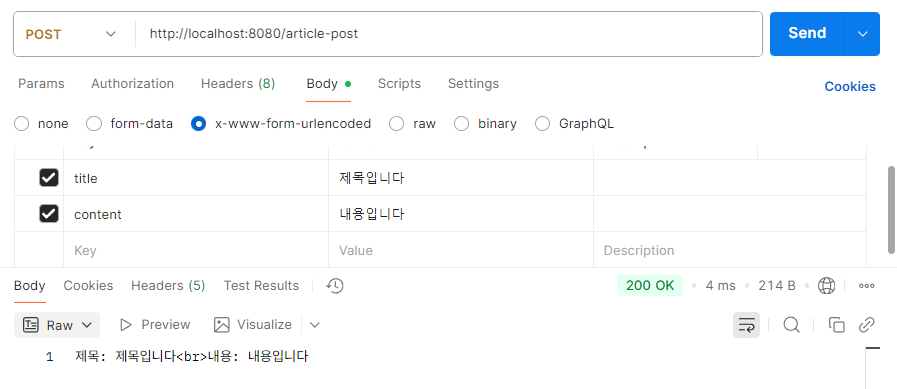 POST http://localhost:8080/article-post Send
Params Authorization Headers (8) Body Scripts Settings Cookies
none form-data x-www-form-urlencoded raw binary GraphQL
title 제목입니다
content 내용입니다
Key Value Description
Body Cookies Headers (5) Test Results 200 OK 4 ms 214 B
Raw Preview Visualize
1 제목: 제목입니다<br>내용: 내용입니다